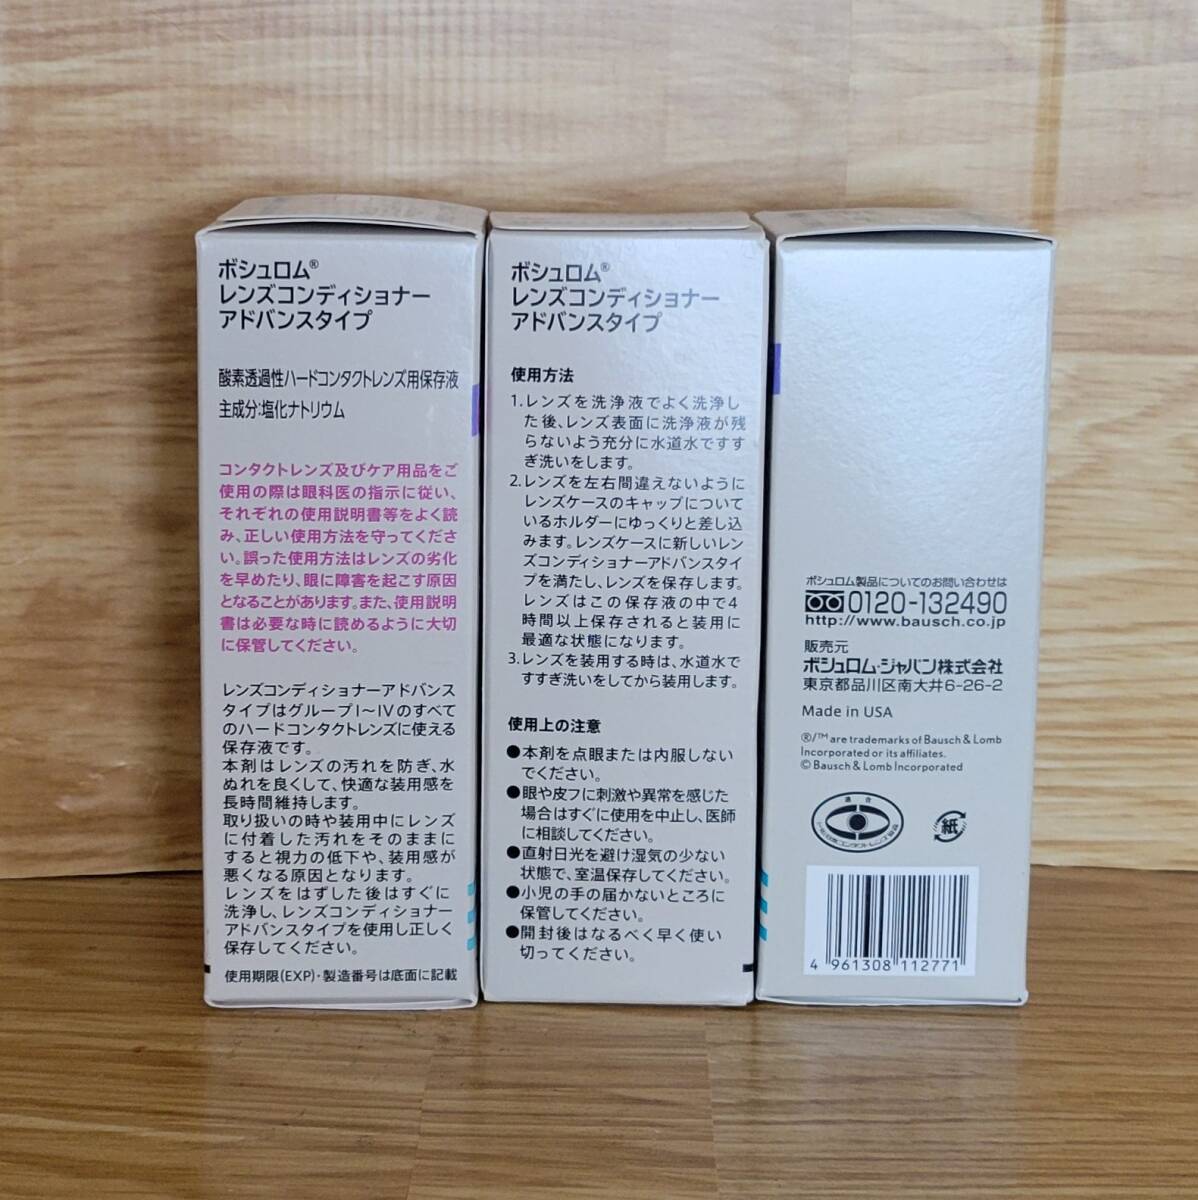 ボシュロム®
レンズコンディショナー
アドバンスタイプ
酸素透過性ハードコンタクトレンズ用保存液
主成分:塩化ナトリウム
コンタクトレンズ及びケア用品をご
使用の際は眼科医の指示に従い、
それぞれの使用説明書等をよく読
み、正しい使用方法を守ってくださ
い。誤った使用方法はレンズの劣化
を早めたり、眼に障害を起こす原因
となることがあります。また、使用説明
書は必要な時に読めるように大切
に保管してください。
レンズコンディショナーアドバンス
タイプはグループI～IVのすべて
のハードコンタクトレンズに使える
保存液です。
本剤はレンズの汚れを防ぎ、水
ぬれを良くして、快適な装用感を
長時間維持します。
取り扱いの時や装用中にレンズ
に付着した汚れをそのままに
すると視力の低下や、装用感が
悪くなる原因となります。
レンズをはずした後はすぐに
洗浄し、レンズコンディショナー
アドバンスタイプを使用し正しく
保存してください。
使用期限(EXP)・製造番号は底面に記載
ボシュロム®
レンズコンディショナー
アドバンスタイプ
使用方法
1.レンズを洗浄液でよく洗浄し
た後、レンズ表面に洗浄液が残
らないよう充分に水道水ですす
ぎ洗いをします。
2.レンズを左右間違えないように
レンズケースのキャップについて
いるホルダーにゆっくりと差し込
みます。レンズケースに新しいレン
ズコンディショナーアドバンスタイ
プを満たし、レンズを保存します。
レンズはこの保存液の中で4
時間以上保存されると装用に
最適な状態になります。
3.レンズを装用する時は、水道水で
すすぎ洗いをしてから装用します。
使用上の注意
●本剤を点眼または内服しない
でください。
●眼や皮フに刺激や異常を感じた
場合はすぐに使用を中止し、医師
に相談してください。
●直射日光を避け湿気の少ない
状態で、室温保存してください。
●小児の手の届かないところに
保管してください。
●開封後はなるべく早く使い
切ってください。
ボシュロム製品についてのお問い合わせは
0120-132490
http://www.bausch.co.jp
販売元
ボシュロム・ジャパン株式会社
東京都品川区南大井6-26-2
Made in USA
®/™ are trademarks of Bausch & Lomb
Incorporated or its affiliates.
© Bausch & Lomb Incorporated
適合
紙
4 961308 112771